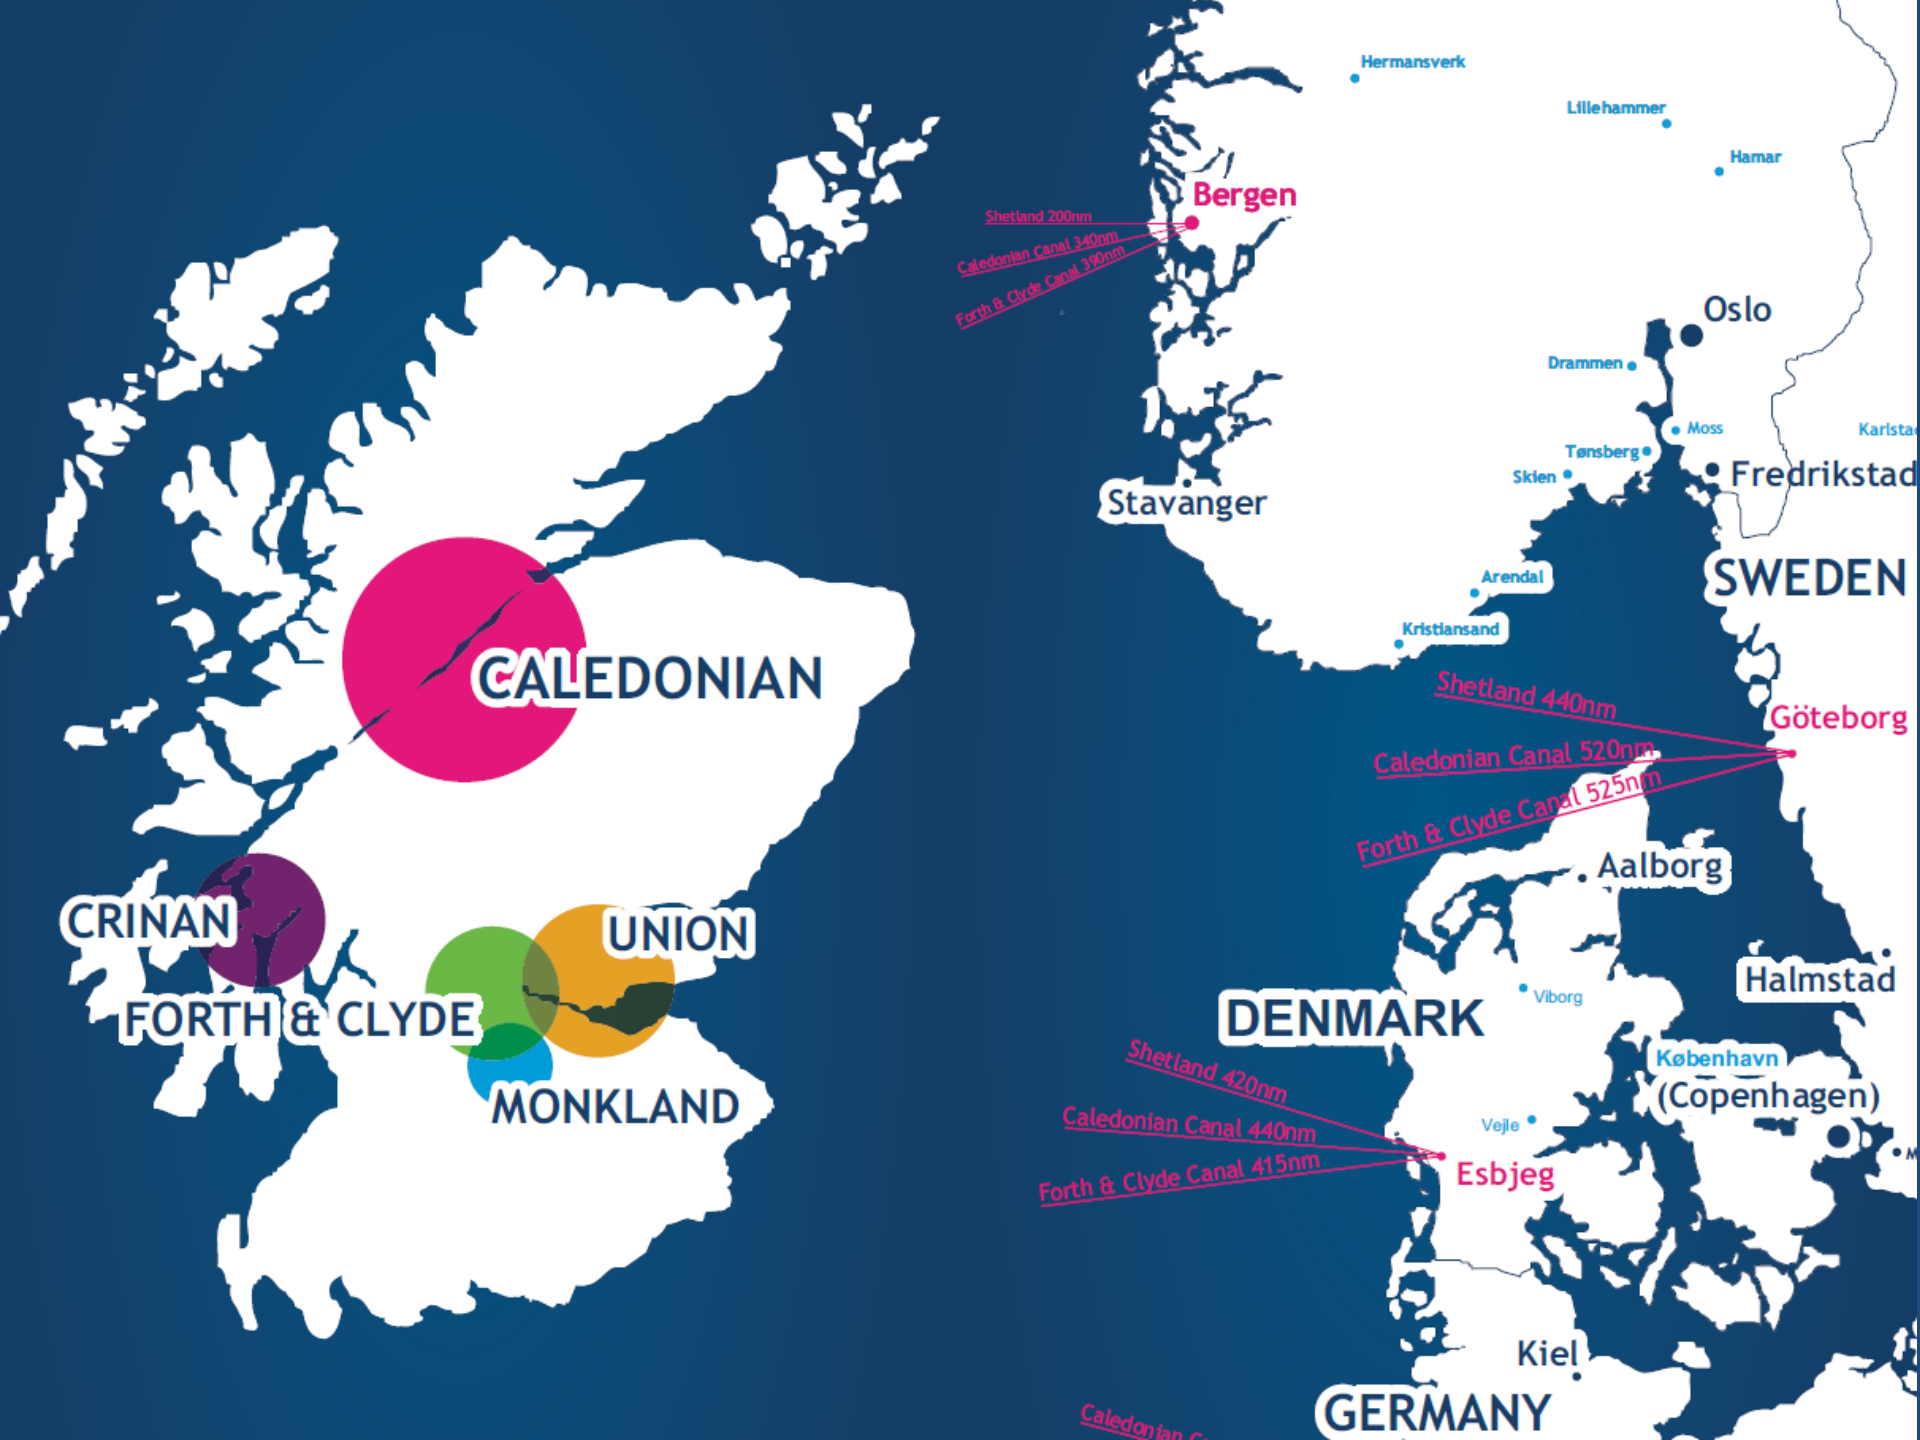 Hermansverk
Lillehammer
Hamar
Bergen
Shetland 200nm
Caledonian Canal 340nm
Forth & Clyde Canal 390nm
Oslo
Drammen
Moss
Tønsberg
Skien
Fredrikstad
Stavanger
SWEDEN
Arendal
Kristiansand
CALEDONIAN
Shetland 440nm
Göteborg
Caledonian Canal 520nm
Forth & Clyde Canal 525nm
Aalborg
CRINAN
UNION
Halmstad
Viborg
FORTH & CLYDE
DENMARK
København
(Copenhagen)
Shetland 420nm
MONKLAND
Caledonian Canal 440nm
Vejle
Forth & Clyde Canal 415nm
Esbjeg
Kiel
GERMANY
Caledonian